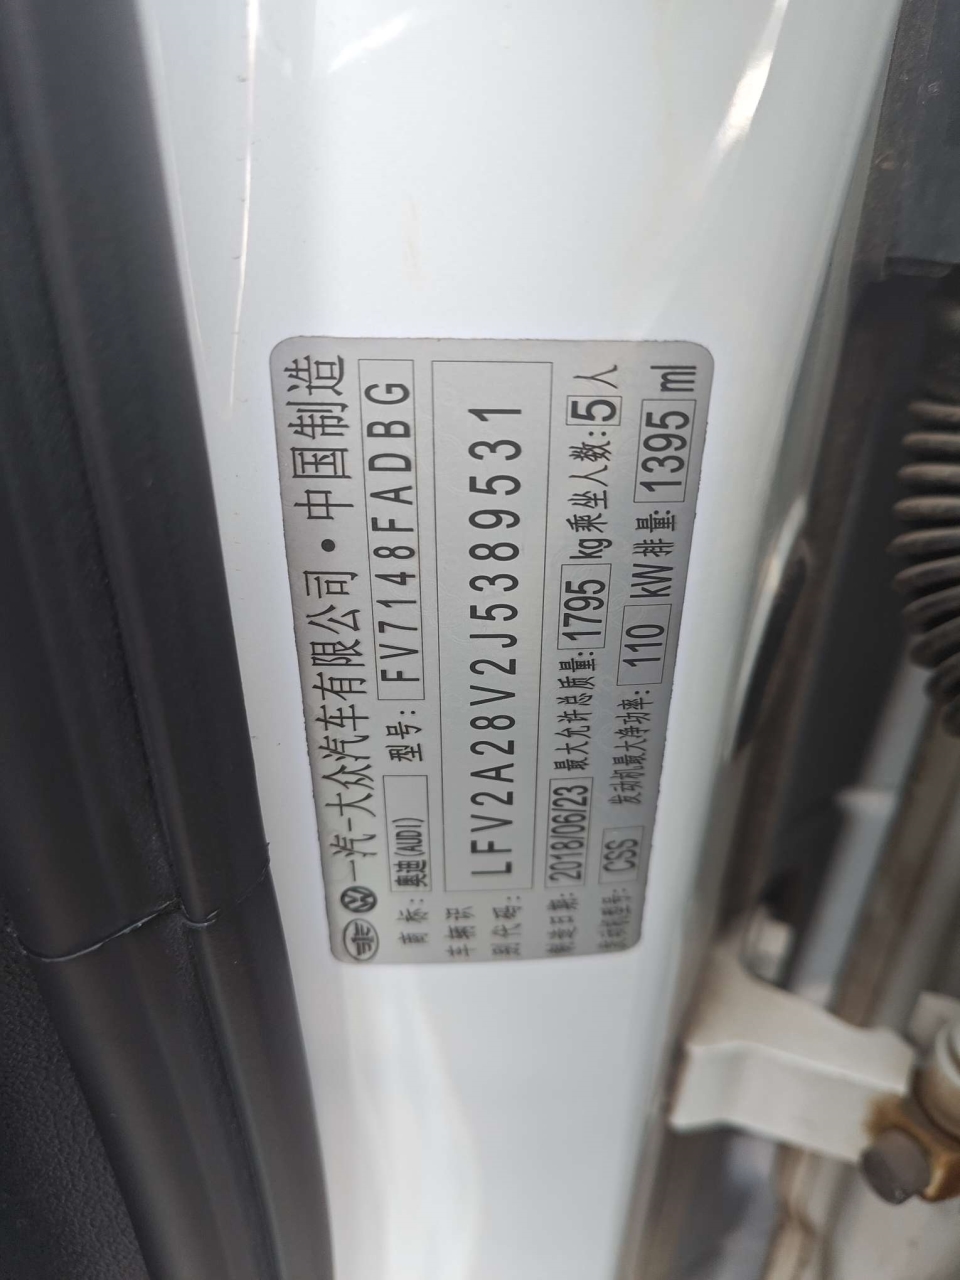 一汽-大众汽车有限公司·中国制造
商标: 奥迪(AUDI) 型号: FV7148FADBG
车辆识别代码: LFV2A28V2J5389531
制造日期: 2018/06/23 最大允许总质量: 1795 kg 乘坐人数: 5 人
发动机型号: CSS 发动机最大净功率: 110 kW 排量: 1395 ml